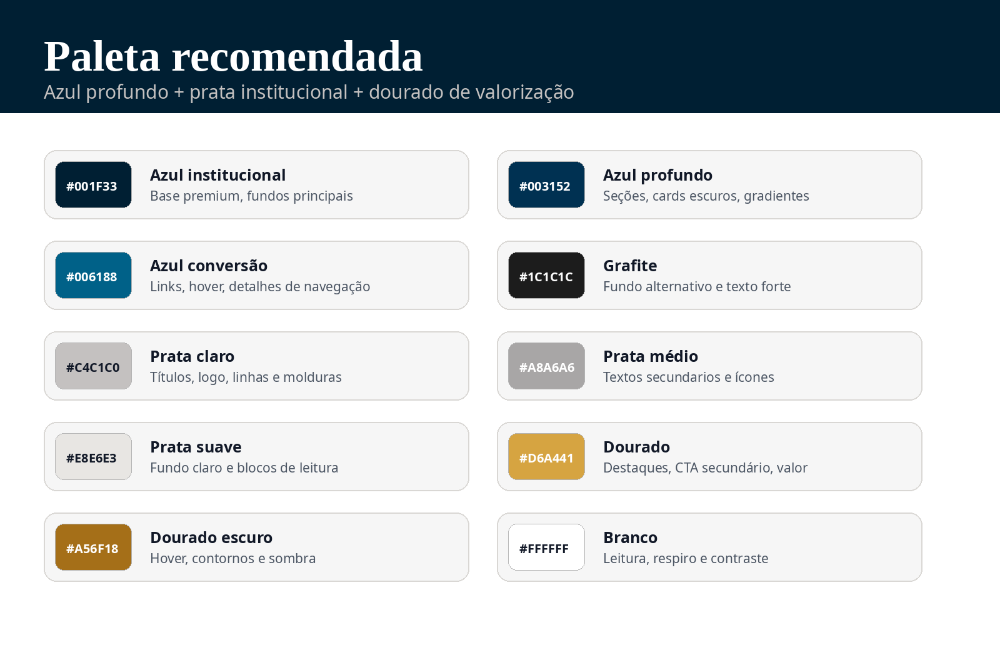 Paleta recomendada
Azul profundo + prata institucional + dourado de valorização
#001F33
Azul institucional
Base premium, fundos principais
#003152
Azul profundo
Seções, cards escuros, gradientes
#006188
Azul conversão
Links, hover, detalhes de navegação
#1C1C1C
Grafite
Fundo alternativo e texto forte
#C4C1C0
Prata claro
Títulos, logo, linhas e molduras
#A8A6A6
Prata médio
Textos secundarios e ícones
#E8E6E3
Prata suave
Fundo claro e blocos de leitura
#D6A441
Dourado
Destaques, CTA secundário, valor
#A56F18
Dourado escuro
Hover, contornos e sombra
#FFFFFF
Branco
Leitura, respiro e contraste